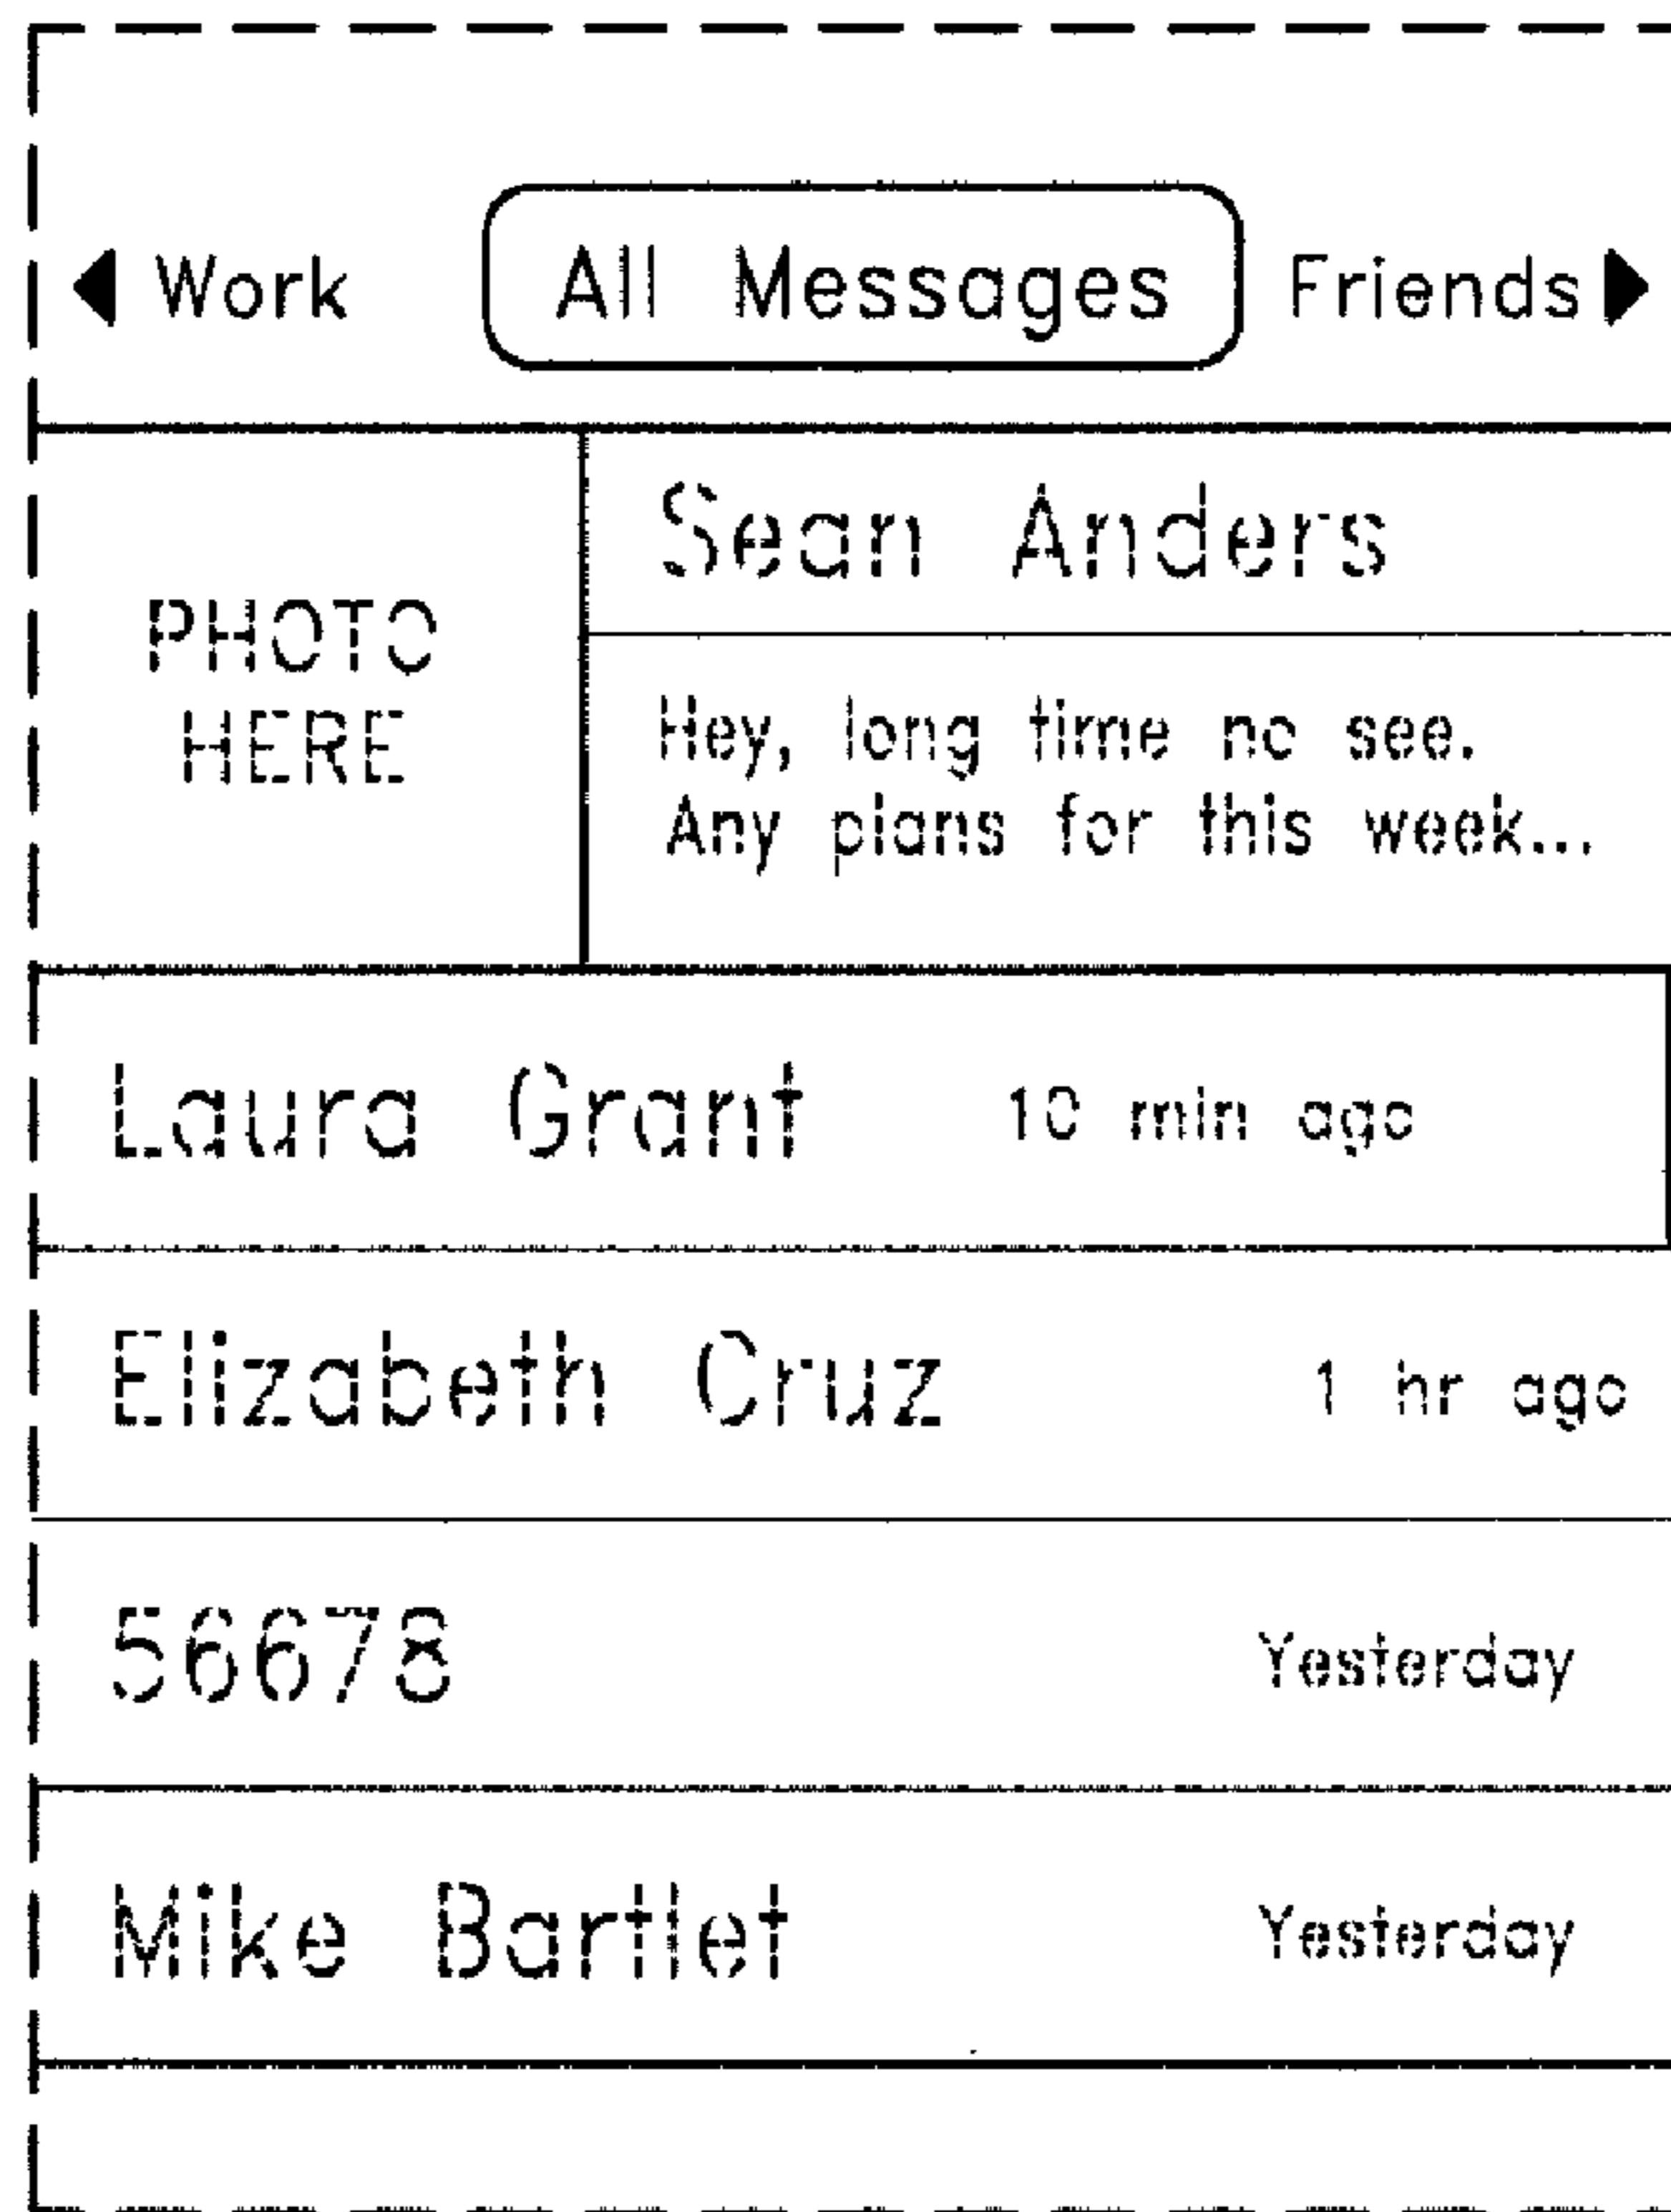 Work All Messages Friends
Sean Anders
PHOTO
HERE
Hey, long time no see.
Any plans for this week...
Laura Grant 10 min ago
Elizabeth Cruz 1 hr ago
56678 Yesterday
Mike Bartlet Yesterday